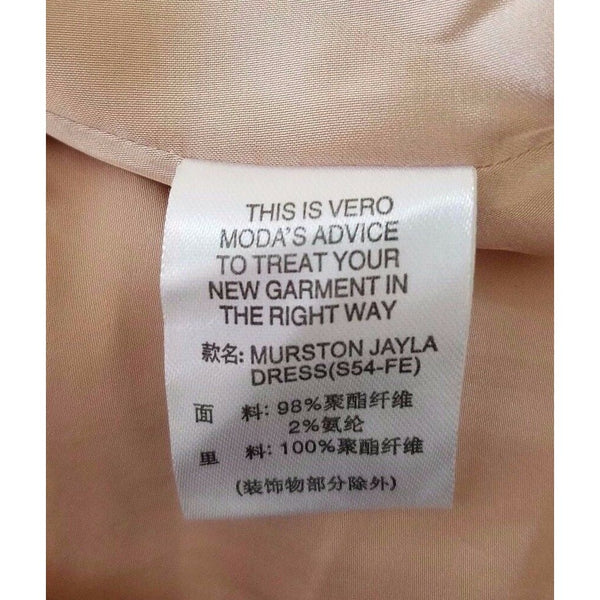 THIS IS VERO
MODA'S ADVICE
TO TREAT YOUR
NEW GARMENT IN
THE RIGHT WAY
款名: MURSTON JAYLA
DRESS(S54-FE)
面 料: 98%聚酯纤维
2%氨纶
里 料: 100%聚酯纤维
(装饰物部分除外)